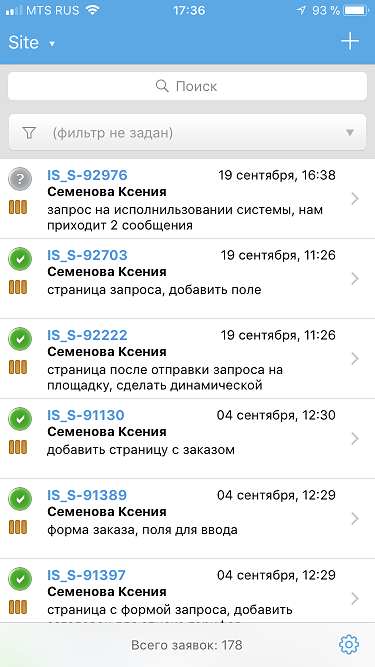 MTS RUS 17:36 93 %
Site
Поиск
(фильтр не задан)
IS_S-92976 19 сентября, 16:38
Семенова Ксения
запрос на исполнильзовании системы, нам
приходит 2 сообщения
IS_S-92703 19 сентября, 11:26
Семенова Ксения
страница запроса, добавить поле
IS_S-92222 19 сентября, 11:26
Семенова Ксения
страница после отправки запроса на
площадку, сделать динамической
IS_S-91130 04 сентября, 12:30
Семенова Ксения
добавить страницу с заказом
IS_S-91389 04 сентября, 12:29
Семенова Ксения
форма заказа, поля для ввода
IS_S-91397 04 сентября, 12:29
Семенова Ксения
страница с формой запроса, добавить
Всего заявок: 178